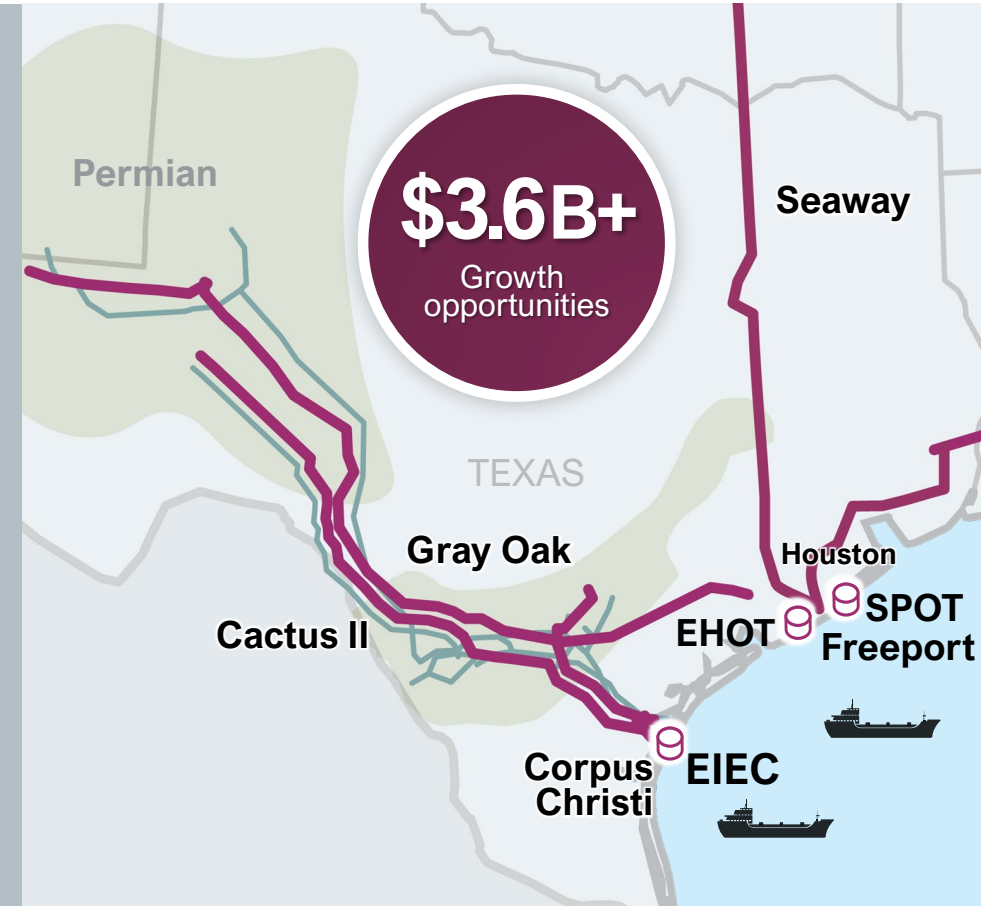 Permian
$3.6B+
Growth
opportunities
Seaway
TEXAS
Gray Oak
Houston
Cactus II
EHOT
SPOT
Freeport
Corpus
Christi
EIEC